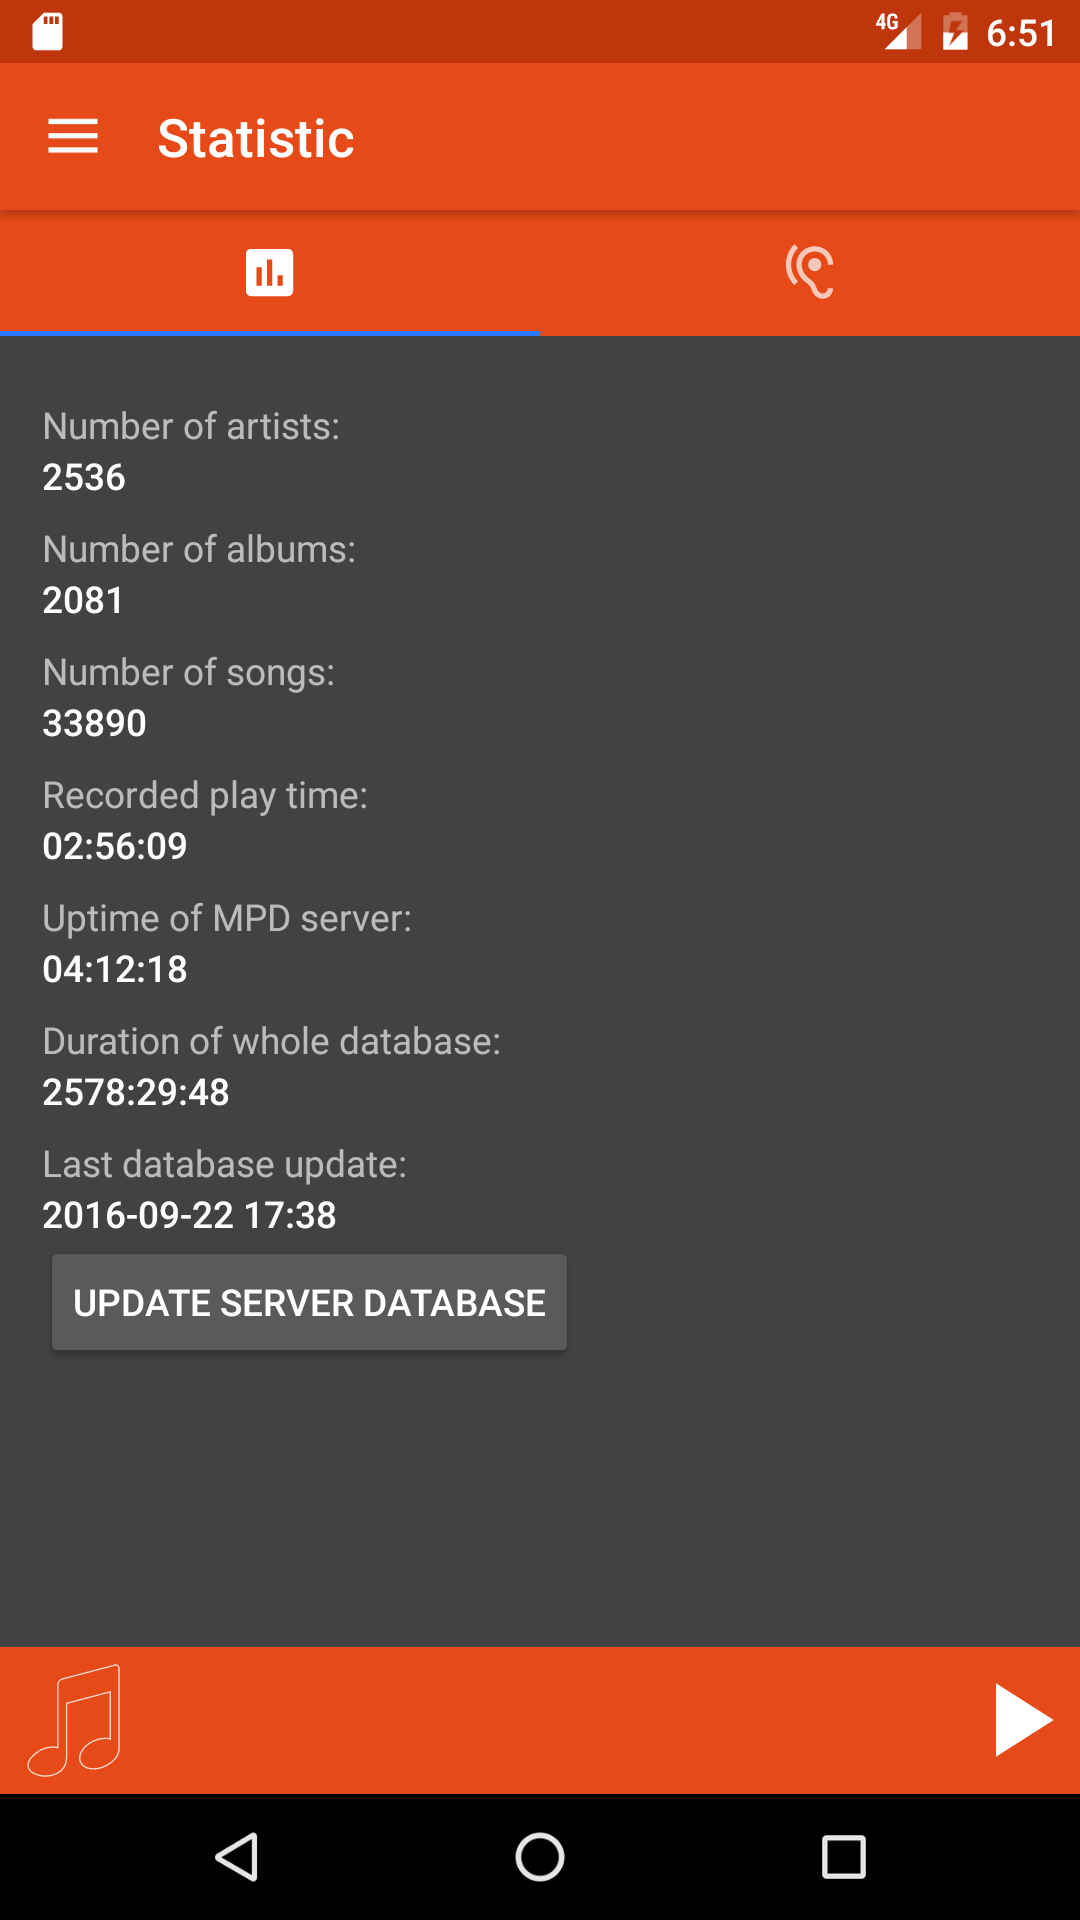 4G 6:51
Statistic
Number of artists:
2536
Number of albums:
2081
Number of songs:
33890
Recorded play time:
02:56:09
Uptime of MPD server:
04:12:18
Duration of whole database:
2578:29:48
Last database update:
2016-09-22 17:38
UPDATE SERVER DATABASE